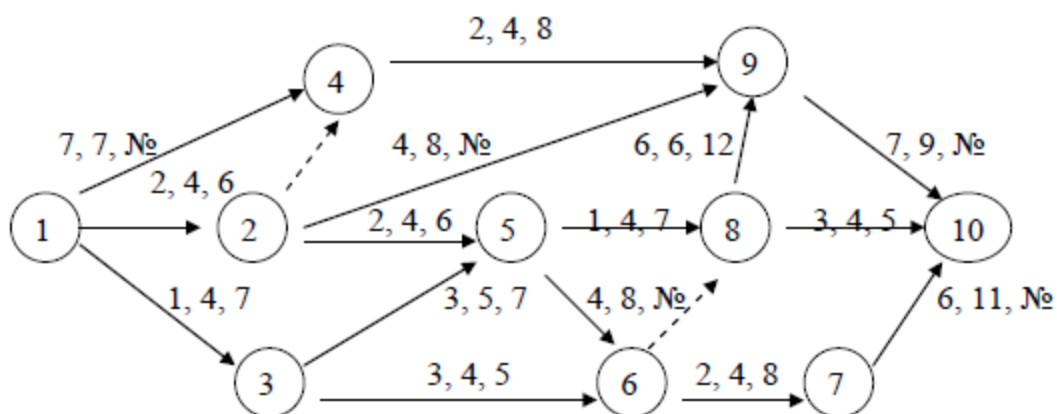 2, 4, 8
4
9
7, 7, №
4, 8, №
6, 6, 12
7, 9, №
2, 4, 6
1
2
2, 4, 6
5
1, 4, 7
8
3, 4, 5
10
1, 4, 7
3, 5, 7
4, 8, №
6, 11, №
3
3, 4, 5
6
2, 4, 8
7